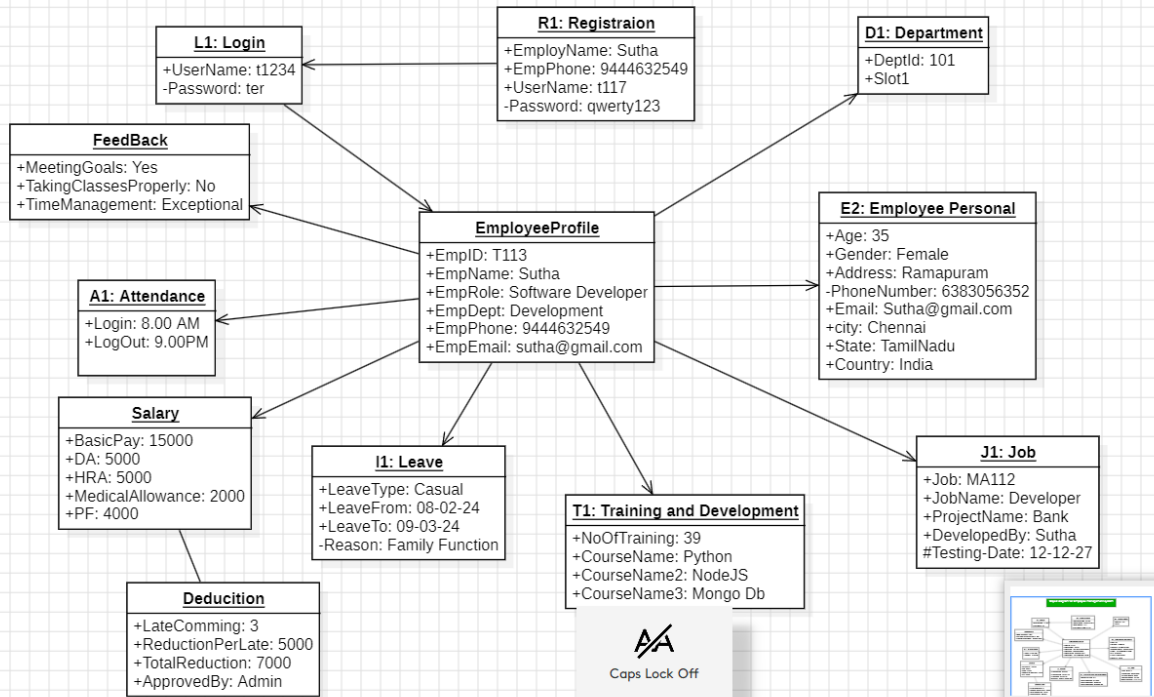 L1: Login
+UserName: t1234
-Password: ter
R1: Registraion
+EmployName: Sutha
+EmpPhone: 9444632549
+UserName: t117
-Password: qwerty123
D1: Department
+DeptId: 101
+Slot1
FeedBack
+MeetingGoals: Yes
+TakingClassesProperly: No
+TimeManagement: Exceptional
EmployeeProfile
+EmpID: T113
+EmpName: Sutha
+EmpRole: Software Developer
+EmpDept: Development
+EmpPhone: 9444632549
+EmpEmail: sutha@gmail.com
E2: Employee Personal
+Age: 35
+Gender: Female
+Address: Ramapuram
-PhoneNumber: 6383056352
+Email: Sutha@gmail.com
+city: Chennai
+State: TamilNadu
+Country: India
A1: Attendance
+Login: 8.00 AM
+LogOut: 9.00PM
Salary
+BasicPay: 15000
+DA: 5000
+HRA: 5000
+MedicalAllowance: 2000
+PF: 4000
I1: Leave
+LeaveType: Casual
+LeaveFrom: 08-02-24
+LeaveTo: 09-03-24
-Reason: Family Function
T1: Training and Development
+NoOfTraining: 39
+CourseName: Python
+CourseName2: NodeJS
+CourseName3: Mongo Db
J1: Job
+Job: MA112
+JobName: Developer
+ProjectName: Bank
+DevelopedBy: Sutha
#Testing-Date: 12-12-27
Deducition
+LateComming: 3
+ReductionPerLate: 5000
+TotalReduction: 7000
+ApprovedBy: Admin
Caps Lock Off